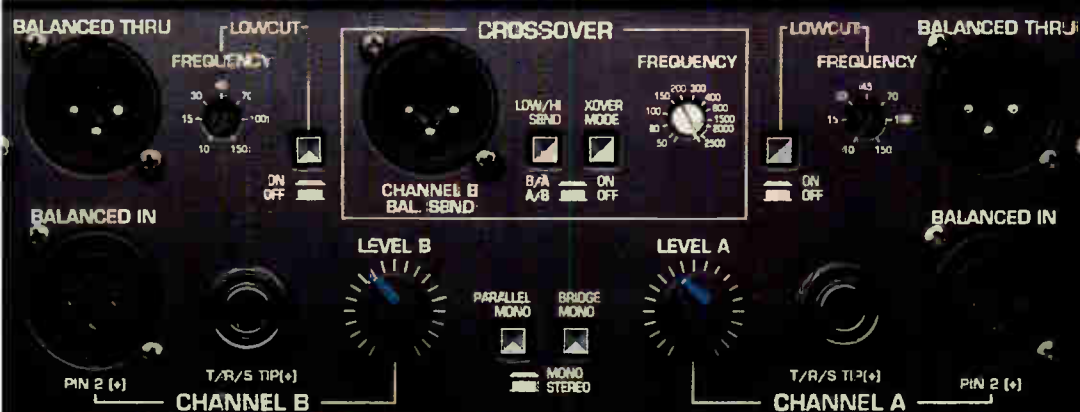 BALANCED THRU
LOWCUT
FREQUENCY
30
70
15
10
CROSSOVER
LOW/HI
SEND
XOVER
MODE
FREQUENCY
200 300
150
400
100
600
80
1500
2000
50
2500
B/A
A/B
ON
OFF
CHANNEL B
BAL. SEND
ON
OFF
LOWCUT
FREQUENCY
45
70
15
150
ON
OFF
BALANCED THRU
BALANCED IN
LEVEL B
LEVEL A
BALANCED IN
PARALLEL
MONO
BRIDGE
MONO
MONO
STEREO
PIN 2 [+]
T/R/S TIP[+]
CHANNEL B
T/R/S TIP[+]
PIN 2 [+]
CHANNEL A